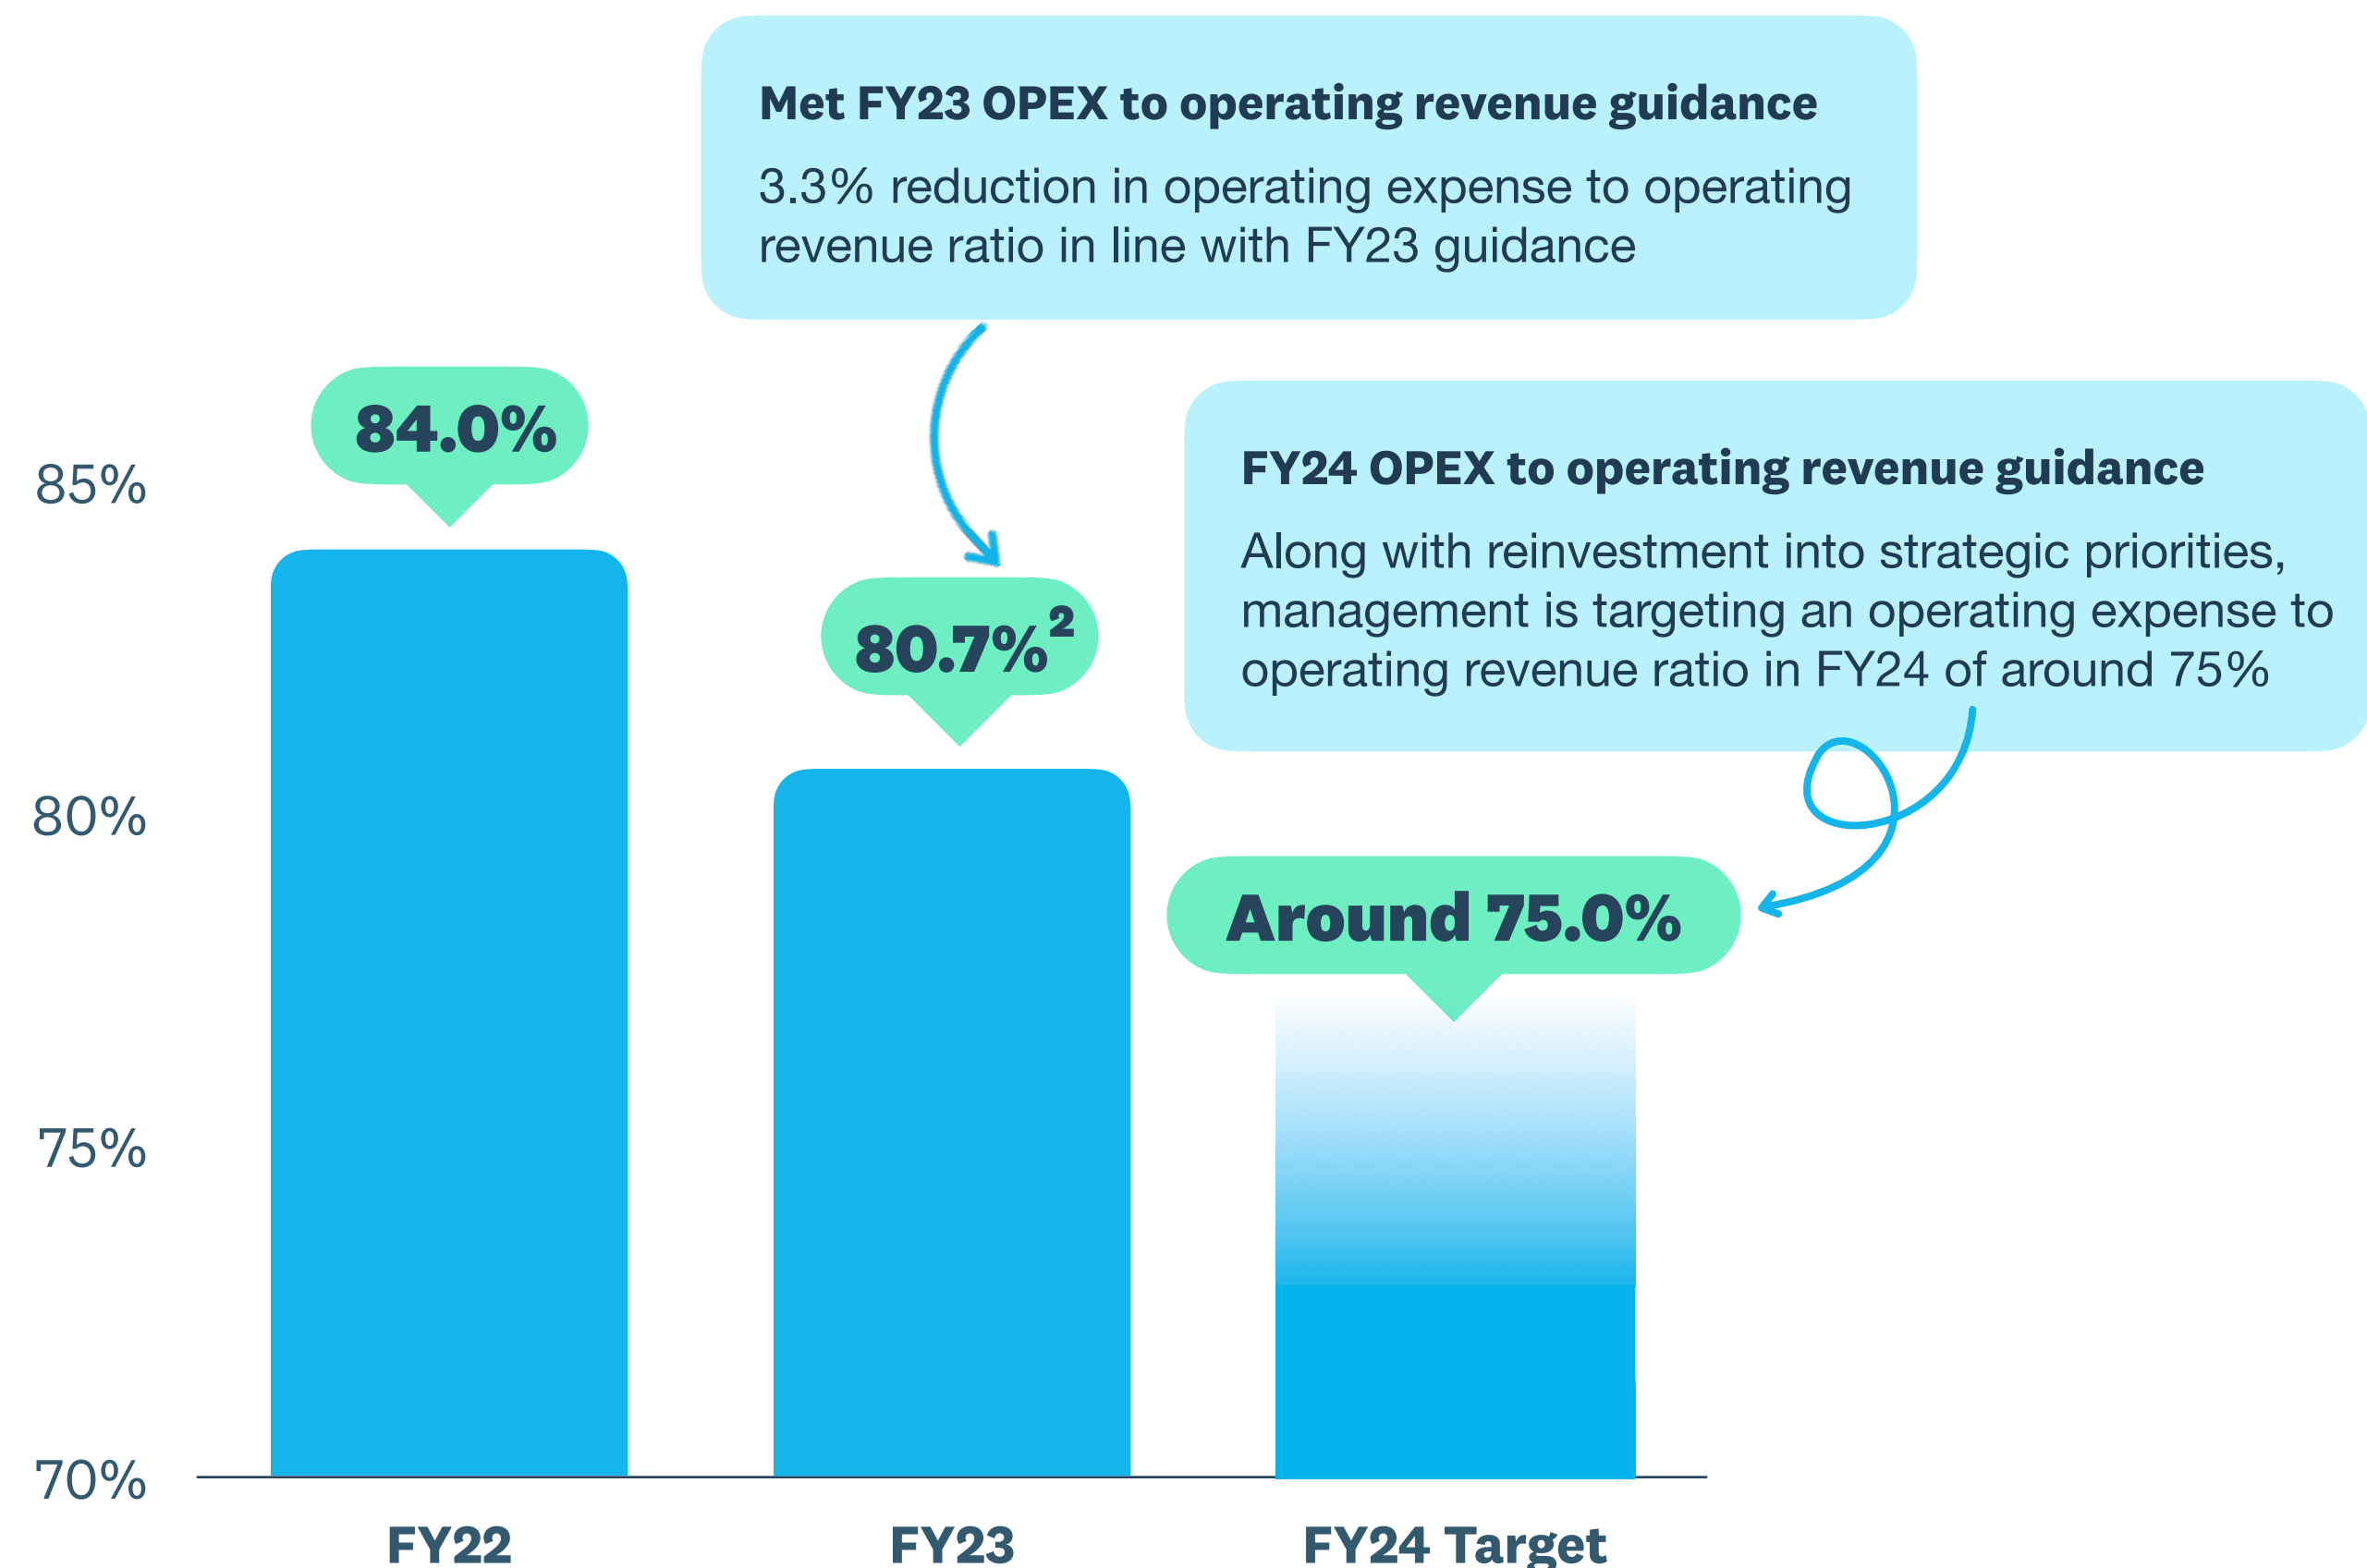 Met FY23 OPEX to operating revenue guidance
3.3% reduction in operating expense to operating
revenue ratio in line with FY23 guidance
84.0%
80.7%²
FY24 OPEX to operating revenue guidance
Along with reinvestment into strategic priorities,
management is targeting an operating expense to
operating revenue ratio in FY24 of around 75%
Around 75.0%
85%
80%
75%
70%
FY22
FY23
FY24 Target